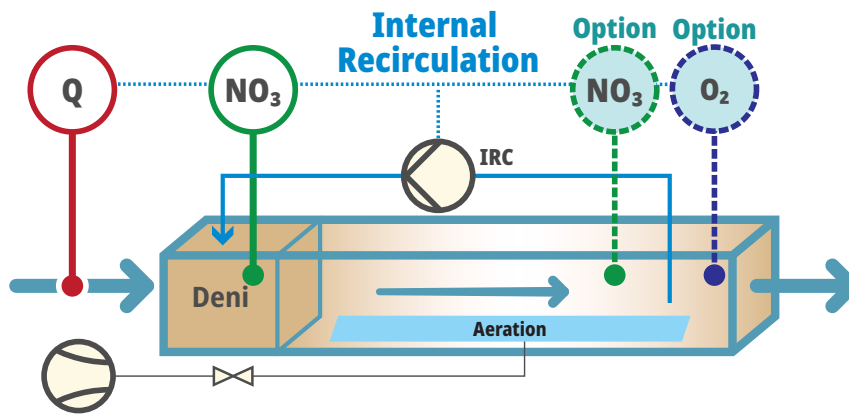 Internal
Recirculation
Option
Option
Q
NO₃
NO₃
O₂
IRC
Deni
Aeration